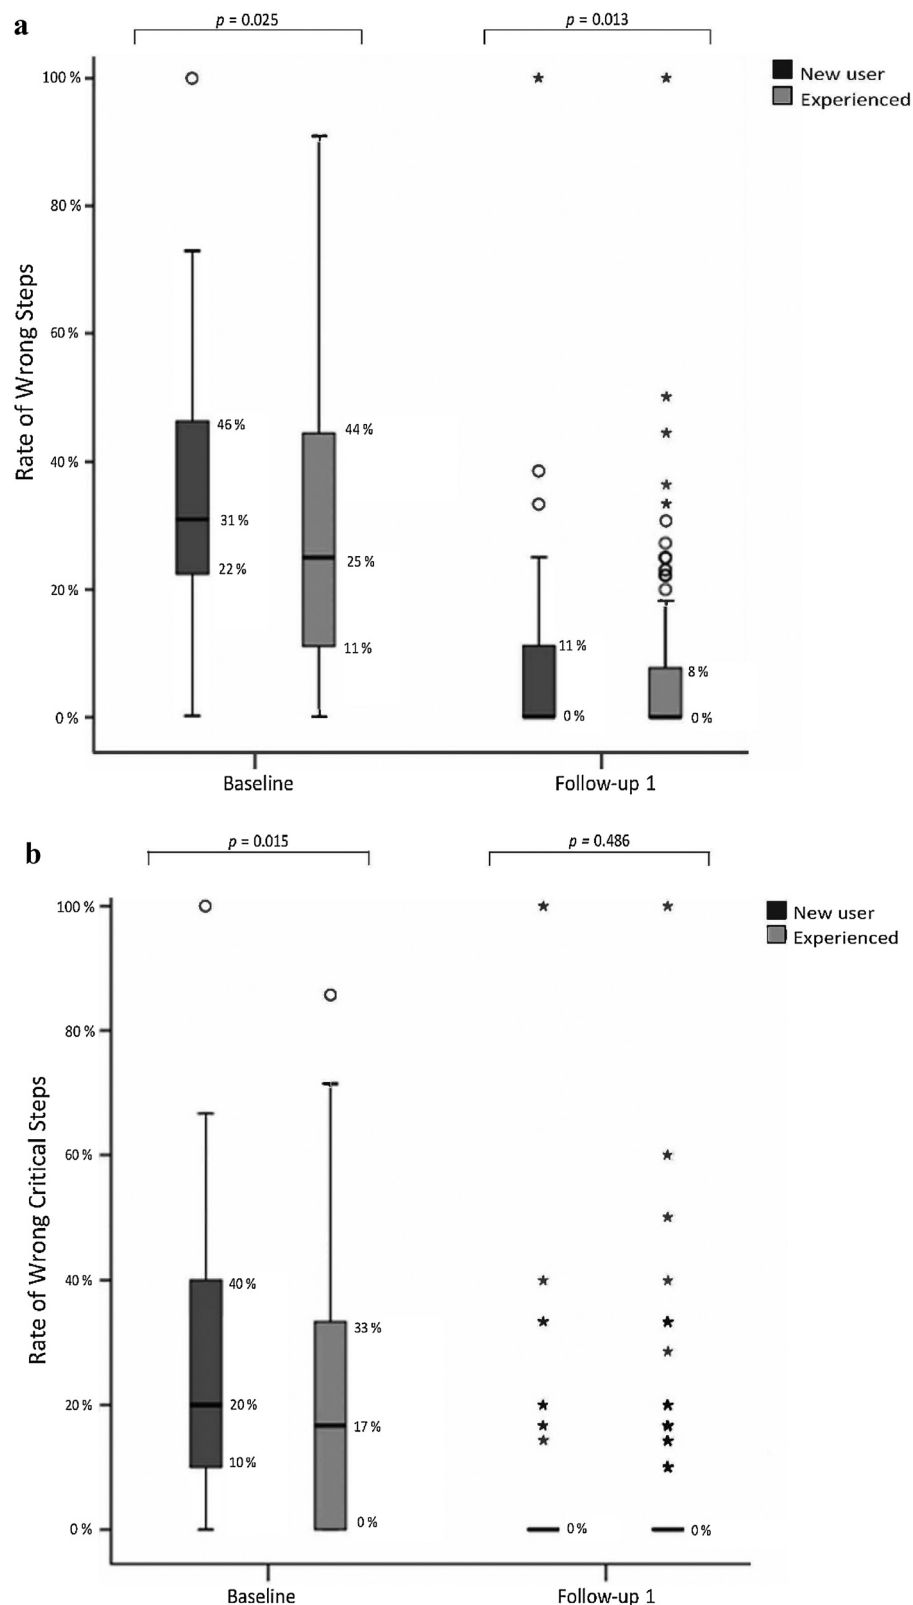 a
p = 0.025
p = 0.013
New user
Experienced
Rate of Wrong Steps
100 %
80 %
60 %
40 %
20 %
0 %
46 %
31 %
22 %
44 %
25 %
11 %
11 %
0 %
8 %
0 %
Baseline
Follow-up 1
b
p = 0.015
p = 0.486
New user
Experienced
Rate of Wrong Critical Steps
100 %
80 %
60 %
40 %
20 %
0 %
40 %
20 %
10 %
33 %
17 %
0 %
0 %
0 %
Baseline
Follow-up 1